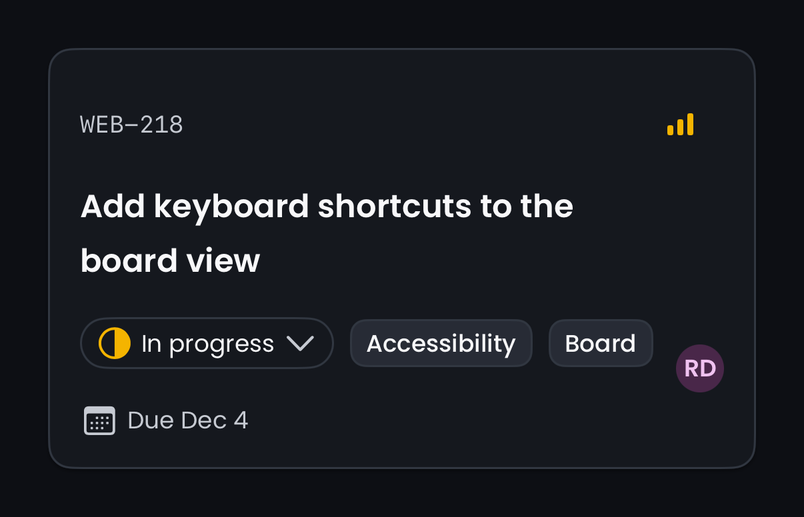 WEB-218
Add keyboard shortcuts to the
board view
In progress Accessibility Board
RD
Due Dec 4